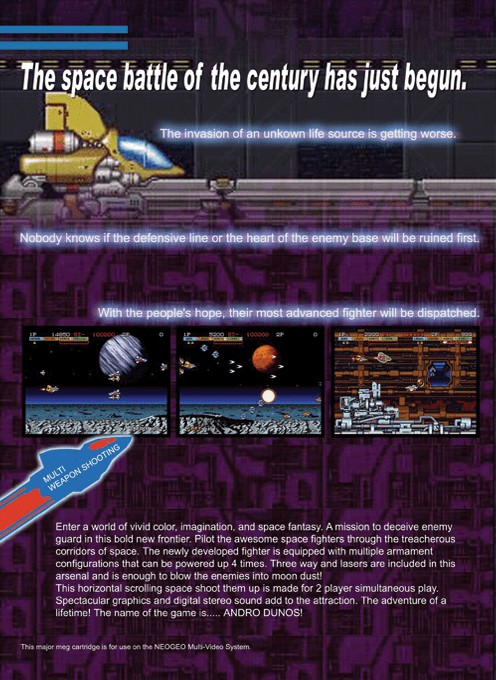 The space battle of the century has just begun.
The invasion of an unkown life source is getting worse.
Nobody knows if the defensive line or the heart of the enemy base will be ruined first.
With the people's hope, their most advanced fighter will be dispatched.
MULTI
WEAPON SHOOTING
Enter a world of vivid color, imagination, and space fantasy. A mission to deceive enemy
guard in this bold new frontier. Pilot the awesome space fighters through the treacherous
corridors of space. The newly developed fighter is equipped with multiple armament
configurations that can be powered up 4 times. Three way and lasers are included in this
arsenal and is enough to blow the enemies into moon dust!
This horizontal scrolling space shoot them up is made for 2 player simultaneous play.
Spectacular graphics and digital stereo sound add to the attraction. The adventure of a
lifetime! The name of the game is..... ANDRO DUNOS!
This major meg cartridge is for use on the NEOGEO Multi-Video System.